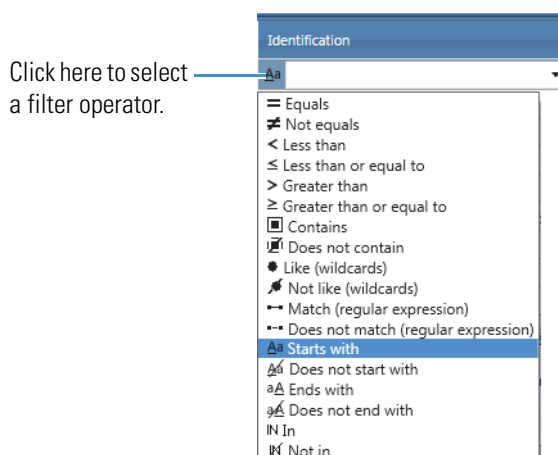 Identification
Click here to select
a filter operator.
Aa
= Equals
≠ Not equals
< Less than
≤ Less than or equal to
> Greater than
≥ Greater than or equal to
Contains
Does not contain
Like (wildcards)
Not like (wildcards)
Match (regular expression)
Does not match (regular expression)
Aa Starts with
Aa Does not start with
aA Ends with
aA Does not end with
IN In
IN Not in